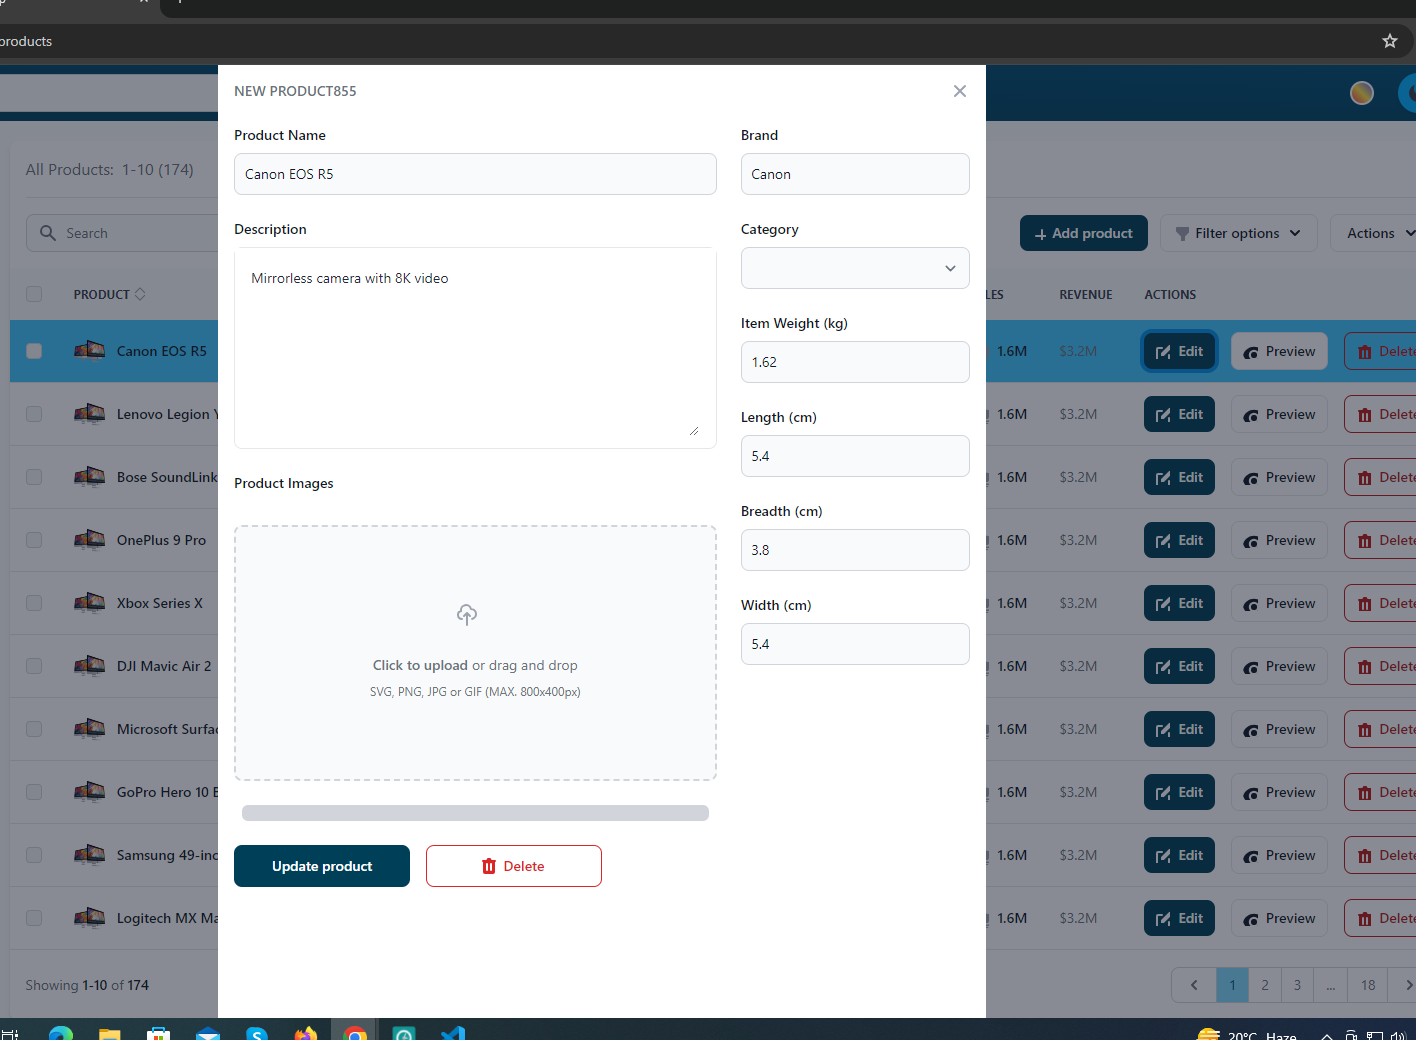 products
NEW PRODUCT855
Product Name
Brand
Canon EOS R5
Canon
All Products: 1-10 (174)
Description
Category
Search
Mirrorless camera with 8K video
Add product
Filter options
Actions
PRODUCT
LES
REVENUE
ACTIONS
Item Weight (kg)
1.62
Canon EOS R5
1.6M
$3.2M
Edit
Preview
Delete
Length (cm)
5.4
Lenovo Legion Y
1.6M
$3.2M
Edit
Preview
Delete
Product Images
Bose SoundLink
1.6M
$3.2M
Edit
Preview
Delete
Breadth (cm)
3.8
OnePlus 9 Pro
1.6M
$3.2M
Edit
Preview
Delete
Width (cm)
5.4
Xbox Series X
1.6M
$3.2M
Edit
Preview
Delete
Click to upload or drag and drop
SVG, PNG, JPG or GIF (MAX. 800x400px)
DJI Mavic Air 2
1.6M
$3.2M
Edit
Preview
Delete
Microsoft Surfac
1.6M
$3.2M
Edit
Preview
Delete
GoPro Hero 10 B
1.6M
$3.2M
Edit
Preview
Delete
Samsung 49-inc
1.6M
$3.2M
Edit
Preview
Delete
Update product
Delete
Logitech MX Ma
1.6M
$3.2M
Edit
Preview
Delete
Showing 1-10 of 174
1
2
3
...
18
20°C Haze